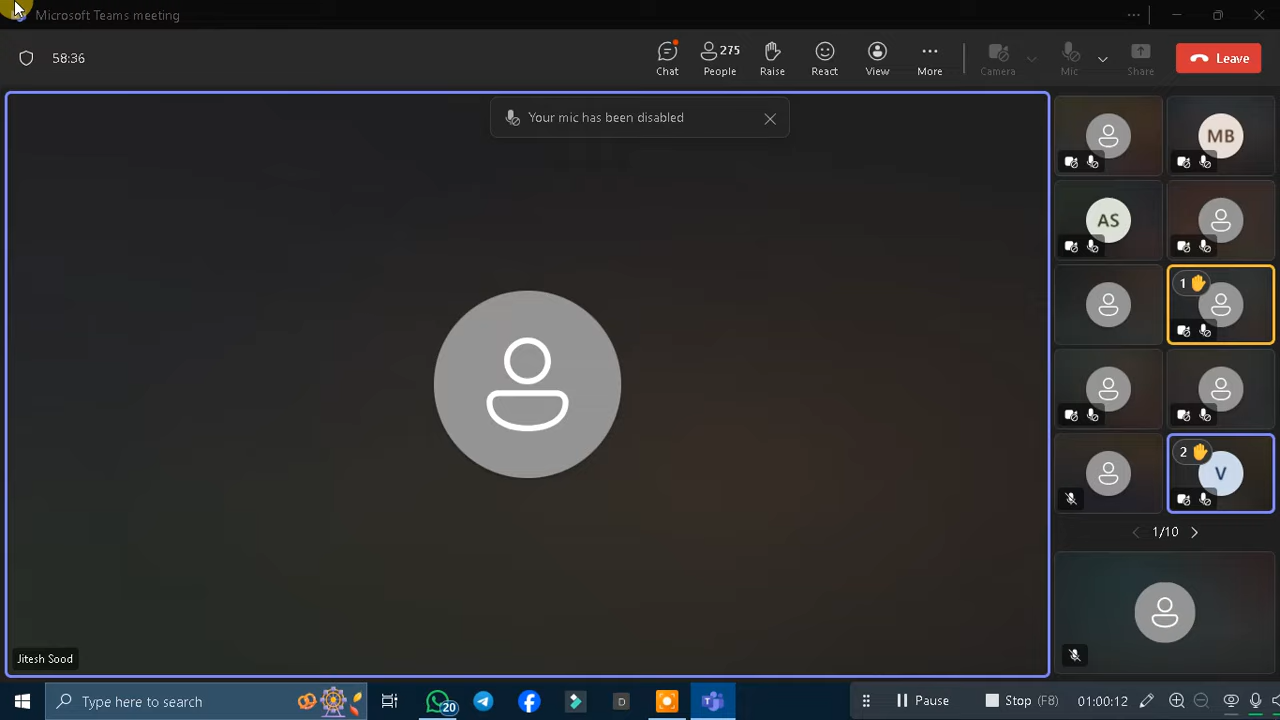 Microsoft Teams meeting
58:36
Chat
275
People
Raise
React
View
More
Camera
Mic
Share
Leave
Your mic has been disabled
MB
AS
1
2
V
1/10
Jitesh Sood
Type here to search
20
D
Pause
Stop (F8)
01:00:12